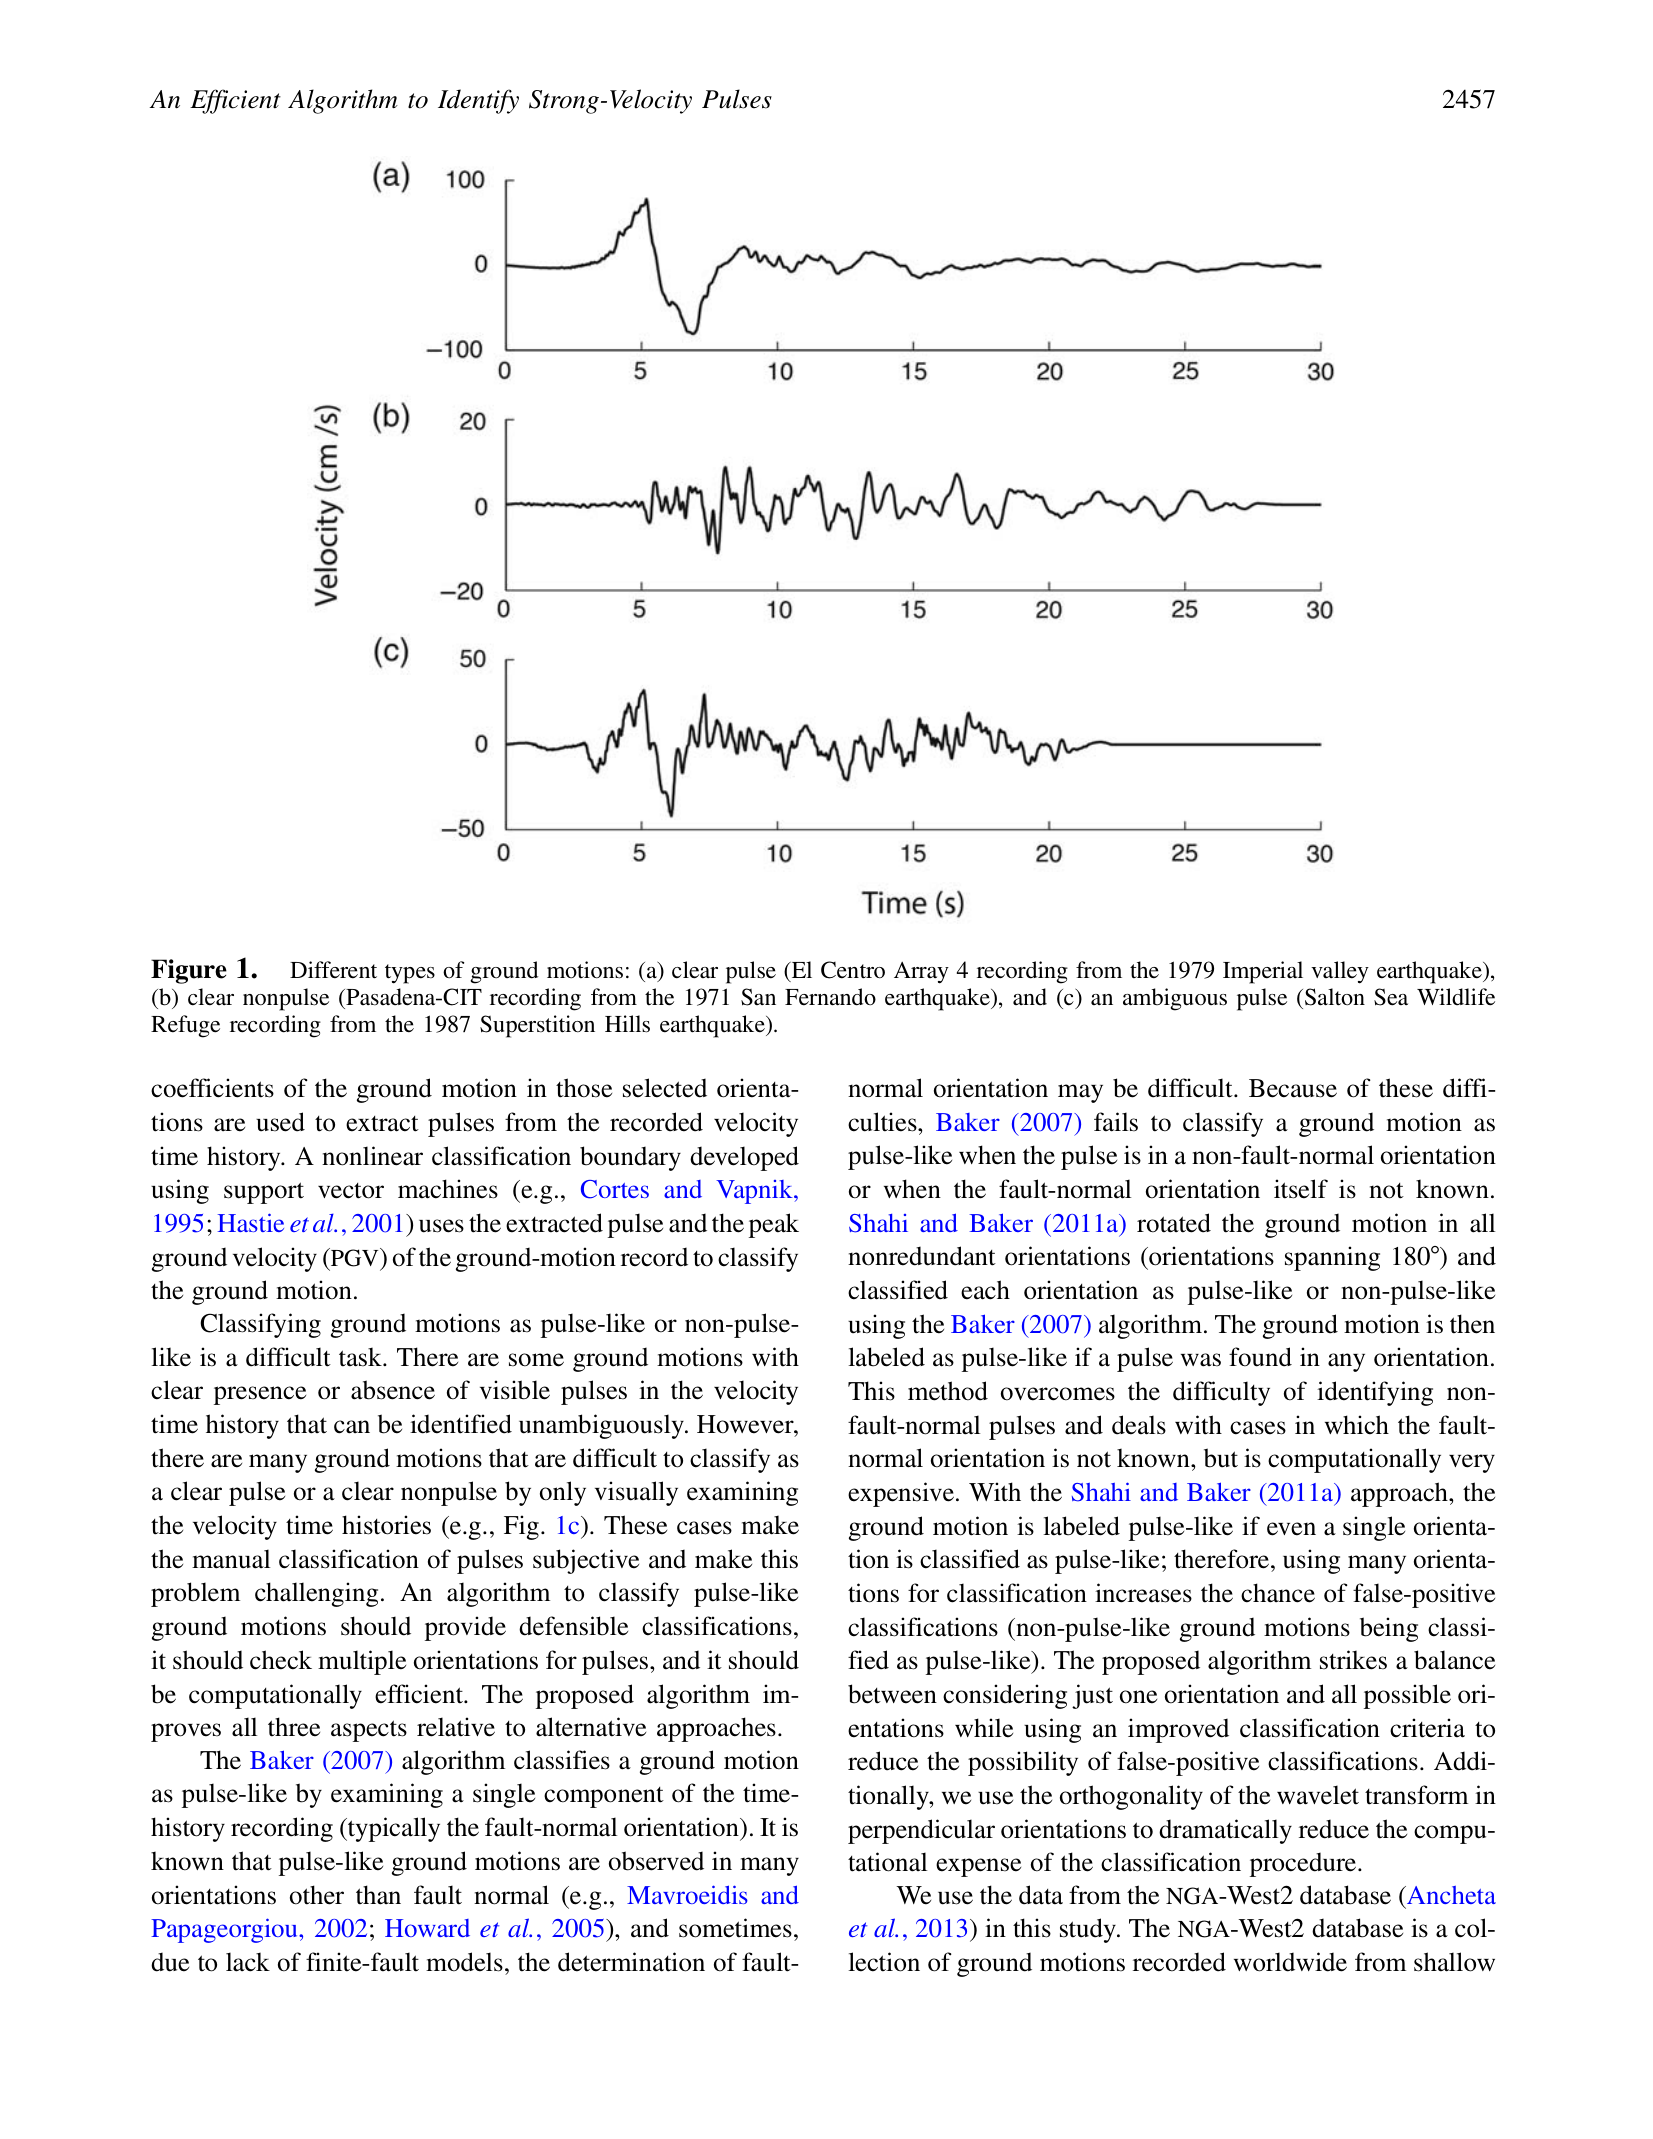 An Efficient Algorithm to Identify Strong-Velocity Pulses 2457
(a) 100
0
−100
0 5 10 15 20 25 30
Velocity (cm /s)
(b) 20
0
−20
0 5 10 15 20 25 30
(c) 50
0
−50
0 5 10 15 20 25 30
Time (s)
Figure 1. Different types of ground motions: (a) clear pulse (El Centro Array 4 recording from the 1979 Imperial valley earthquake),
(b) clear nonpulse (Pasadena-CIT recording from the 1971 San Fernando earthquake), and (c) an ambiguous pulse (Salton Sea Wildlife
Refuge recording from the 1987 Superstition Hills earthquake).
coefficients of the ground motion in those selected orienta-
tions are used to extract pulses from the recorded velocity
time history. A nonlinear classification boundary developed
using support vector machines (e.g., Cortes and Vapnik,
1995; Hastie et al., 2001) uses the extracted pulse and the peak
ground velocity (PGV) of the ground-motion record to classify
the ground motion.
Classifying ground motions as pulse-like or non-pulse-
like is a difficult task. There are some ground motions with
clear presence or absence of visible pulses in the velocity
time history that can be identified unambiguously. However,
there are many ground motions that are difficult to classify as
a clear pulse or a clear nonpulse by only visually examining
the velocity time histories (e.g., Fig. 1c). These cases make
the manual classification of pulses subjective and make this
problem challenging. An algorithm to classify pulse-like
ground motions should provide defensible classifications,
it should check multiple orientations for pulses, and it should
be computationally efficient. The proposed algorithm im-
proves all three aspects relative to alternative approaches.
The Baker (2007) algorithm classifies a ground motion
as pulse-like by examining a single component of the time-
history recording (typically the fault-normal orientation). It is
known that pulse-like ground motions are observed in many
orientations other than fault normal (e.g., Mavroeidis and
Papageorgiou, 2002; Howard et al., 2005), and sometimes,
due to lack of finite-fault models, the determination of fault-
normal orientation may be difficult. Because of these diffi-
culties, Baker (2007) fails to classify a ground motion as
pulse-like when the pulse is in a non-fault-normal orientation
or when the fault-normal orientation itself is not known.
Shahi and Baker (2011a) rotated the ground motion in all
nonredundant orientations (orientations spanning 180°) and
classified each orientation as pulse-like or non-pulse-like
using the Baker (2007) algorithm. The ground motion is then
labeled as pulse-like if a pulse was found in any orientation.
This method overcomes the difficulty of identifying non-
fault-normal pulses and deals with cases in which the fault-
normal orientation is not known, but is computationally very
expensive. With the Shahi and Baker (2011a) approach, the
ground motion is labeled pulse-like if even a single orienta-
tion is classified as pulse-like; therefore, using many orienta-
tions for classification increases the chance of false-positive
classifications (non-pulse-like ground motions being classi-
fied as pulse-like). The proposed algorithm strikes a balance
between considering just one orientation and all possible ori-
entations while using an improved classification criteria to
reduce the possibility of false-positive classifications. Addi-
tionally, we use the orthogonality of the wavelet transform in
perpendicular orientations to dramatically reduce the compu-
tational expense of the classification procedure.
We use the data from the NGA-West2 database (Ancheta
et al., 2013) in this study. The NGA-West2 database is a col-
lection of ground motions recorded worldwide from shallow